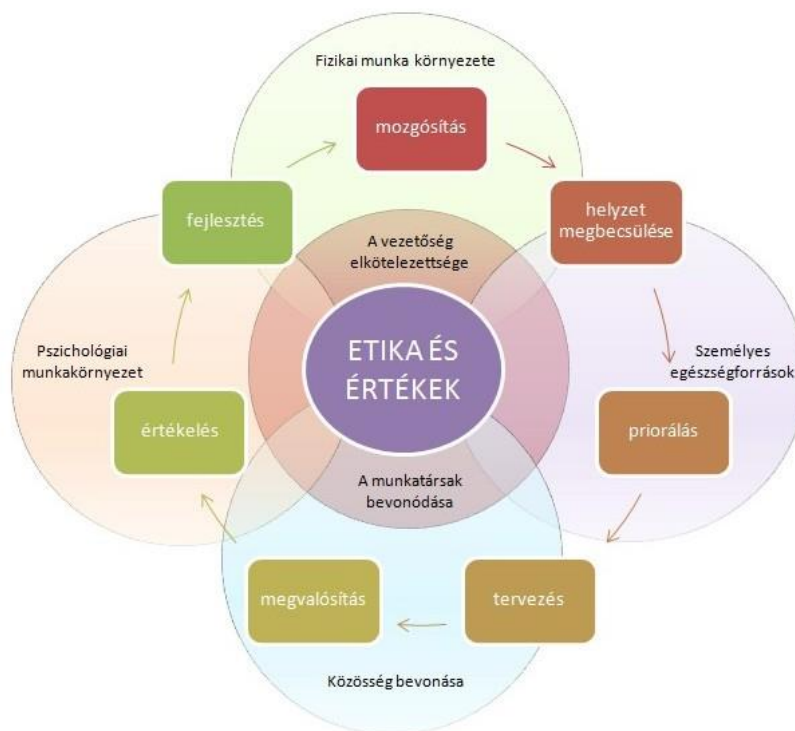 Fizikai munka környezete
mozgósítás
fejlesztés
helyzet
megbecsülése
A vezetőség
elkötelezettsége
ETIKA ÉS
ÉRTÉKEK
Pszichológiai
munkakörnyezet
Személyes
egészségforrások
értékelés
priorálás
A munkatársak
bevonódása
megvalósítás
tervezés
Közösség bevonása